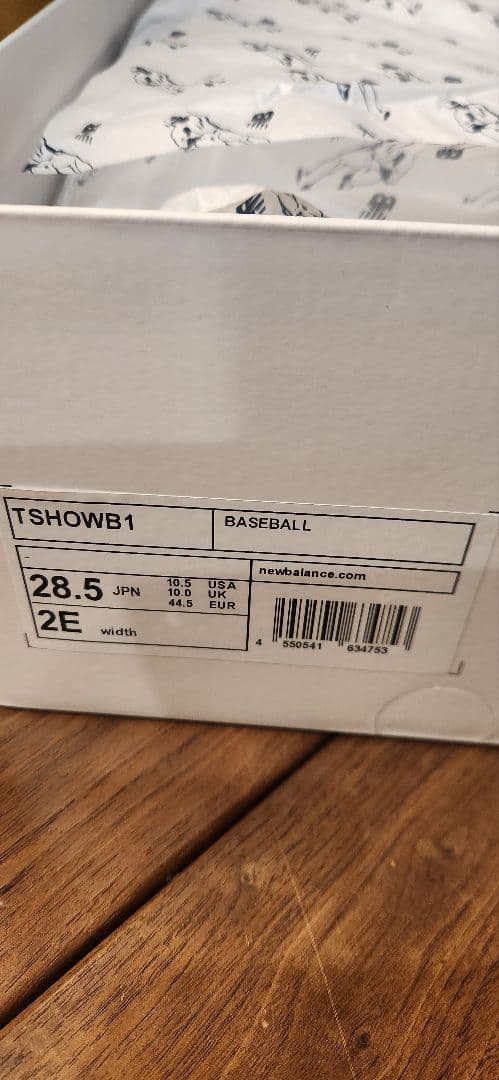 TSHOWB1
BASEBALL
-
newbalance.com
28.5 JPN
10.5 USA
10.0 UK
44.5 EUR
2E width
4 550541 634753